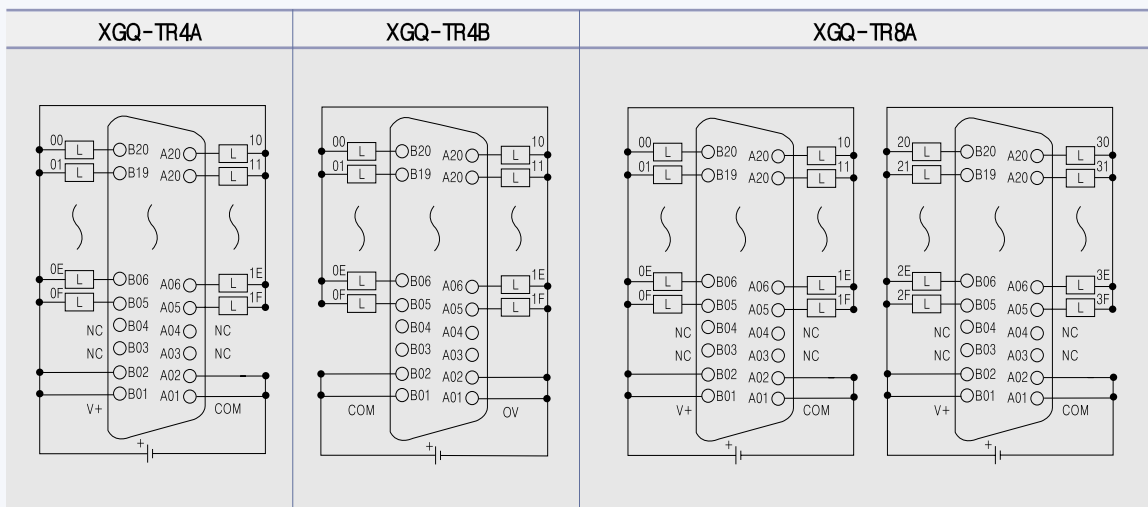 XGQ-TR4A XGQ-TR4B XGQ-TR8A
00 L B20 A20 L 10
01 L B19 A20 L 11
0E L B06 A06 L 1E
0F L B05 A05 L 1F
NC B04 A04 NC
NC B03 A03 NC
B02 A02
B01 A01
V+ COM
+
00 L B20 A20 L 10
01 L B19 A20 L 11
0E L B06 A06 L 1E
0F L B05 A05 L 1F
B04 A04
B03 A03
B02 A02
B01 A01
COM 0V
+
00 L B20 A20 L 10
01 L B19 A20 L 11
0E L B06 A06 L 1E
0F L B05 A05 L 1F
NC B04 A04 NC
NC B03 A03 NC
B02 A02
B01 A01
V+ COM
+
20 L B20 A20 L 30
21 L B19 A20 L 31
2E L B06 A06 L 3E
2F L B05 A05 L 3F
NC B04 A04 NC
NC B03 A03 NC
B02 A02
B01 A01
V+ COM
+